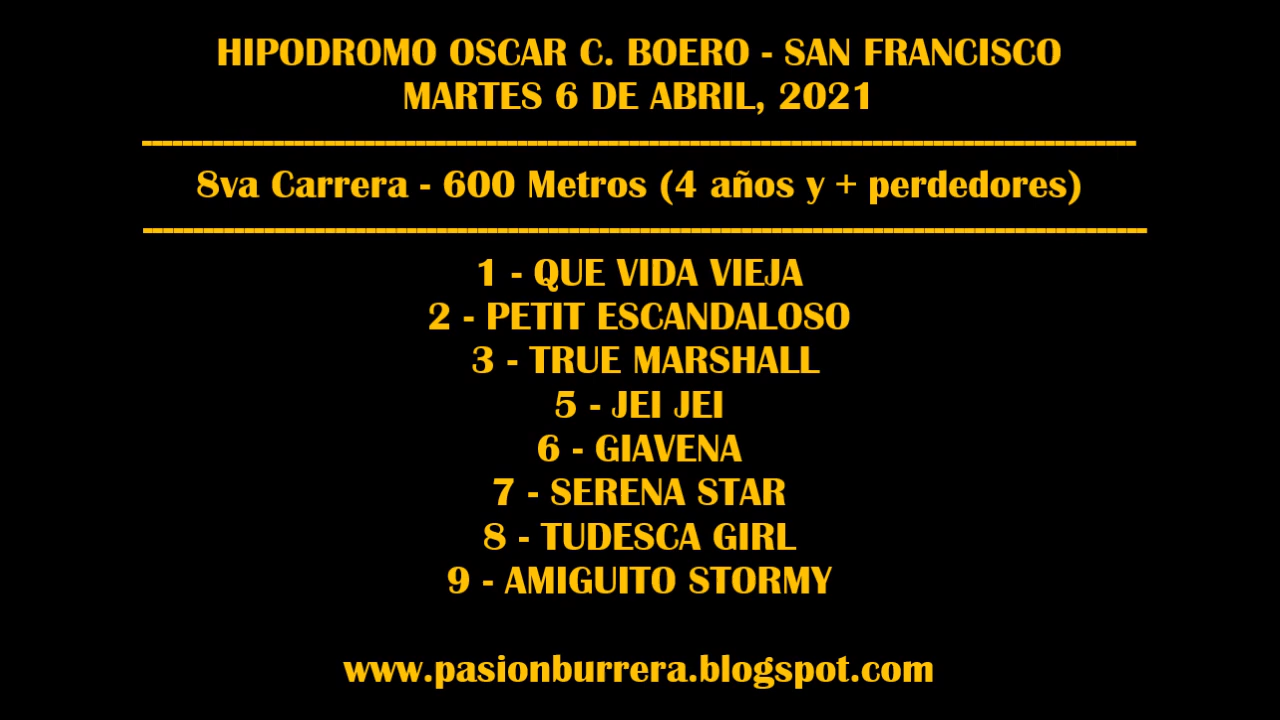 HIPODROMO OSCAR C. BOERO - SAN FRANCISCO
MARTES 6 DE ABRIL, 2021
8va Carrera - 600 Metros (4 años y + perdedores)
1 - QUE VIDA VIEJA
2 - PETIT ESCANDALOSO
3 - TRUE MARSHALL
5 - JEI JEI
6 - GIAVENA
7 - SERENA STAR
8 - TUDESCA GIRL
9 - AMIGUITO STORMY
www.pasionburrera.blogspot.com